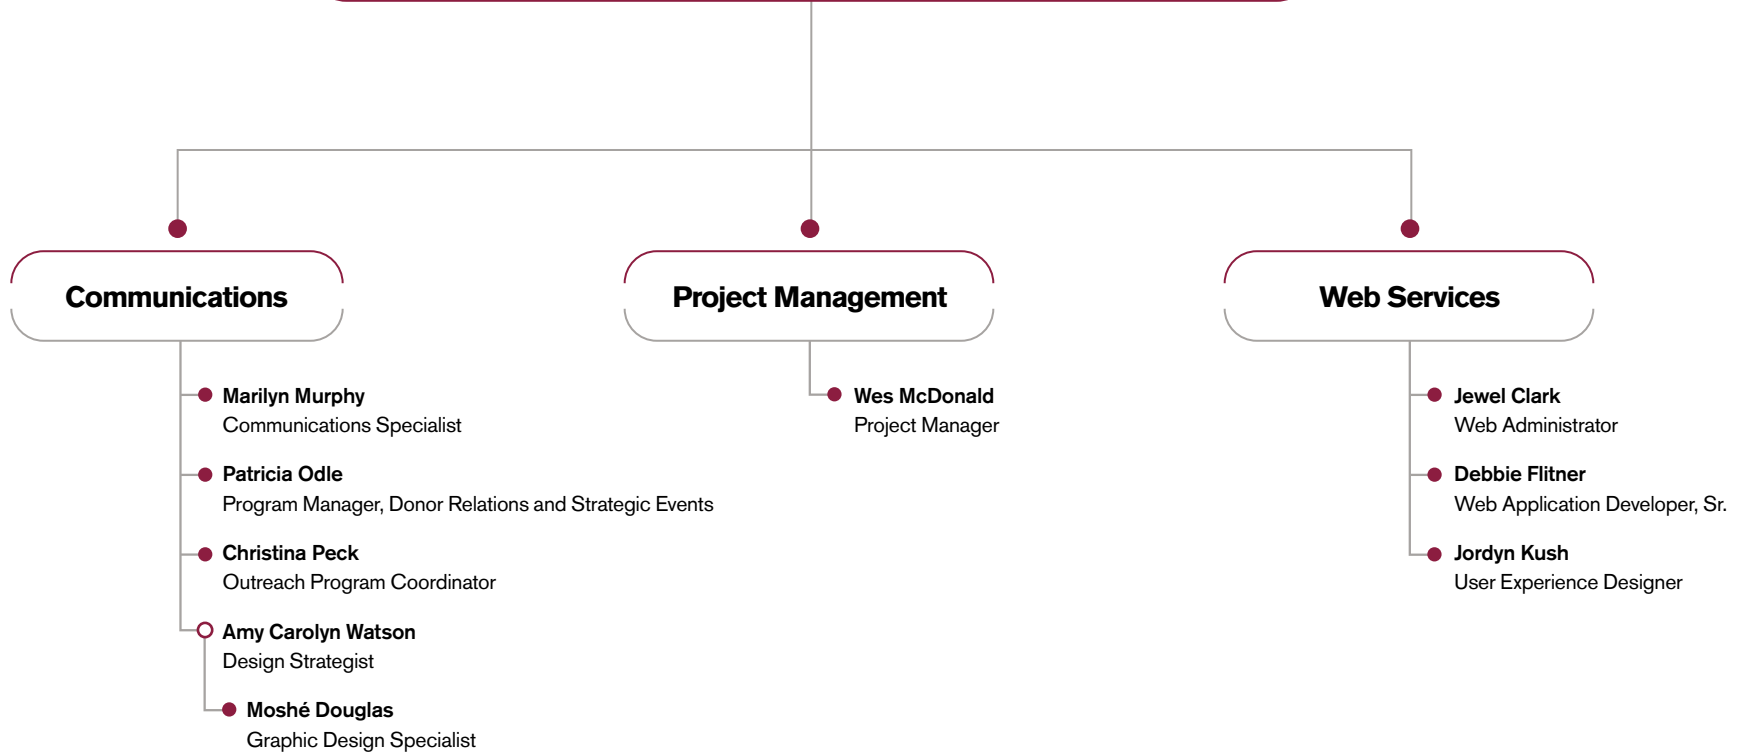 Communications
Marilyn Murphy
Communications Specialist
Patricia Odle
Program Manager, Donor Relations and Strategic Events
Christina Peck
Outreach Program Coordinator
Amy Carolyn Watson
Design Strategist
Moshé Douglas
Graphic Design Specialist
Project Management
Wes McDonald
Project Manager
Web Services
Jewel Clark
Web Administrator
Debbie Flitner
Web Application Developer, Sr.
Jordyn Kush
User Experience Designer